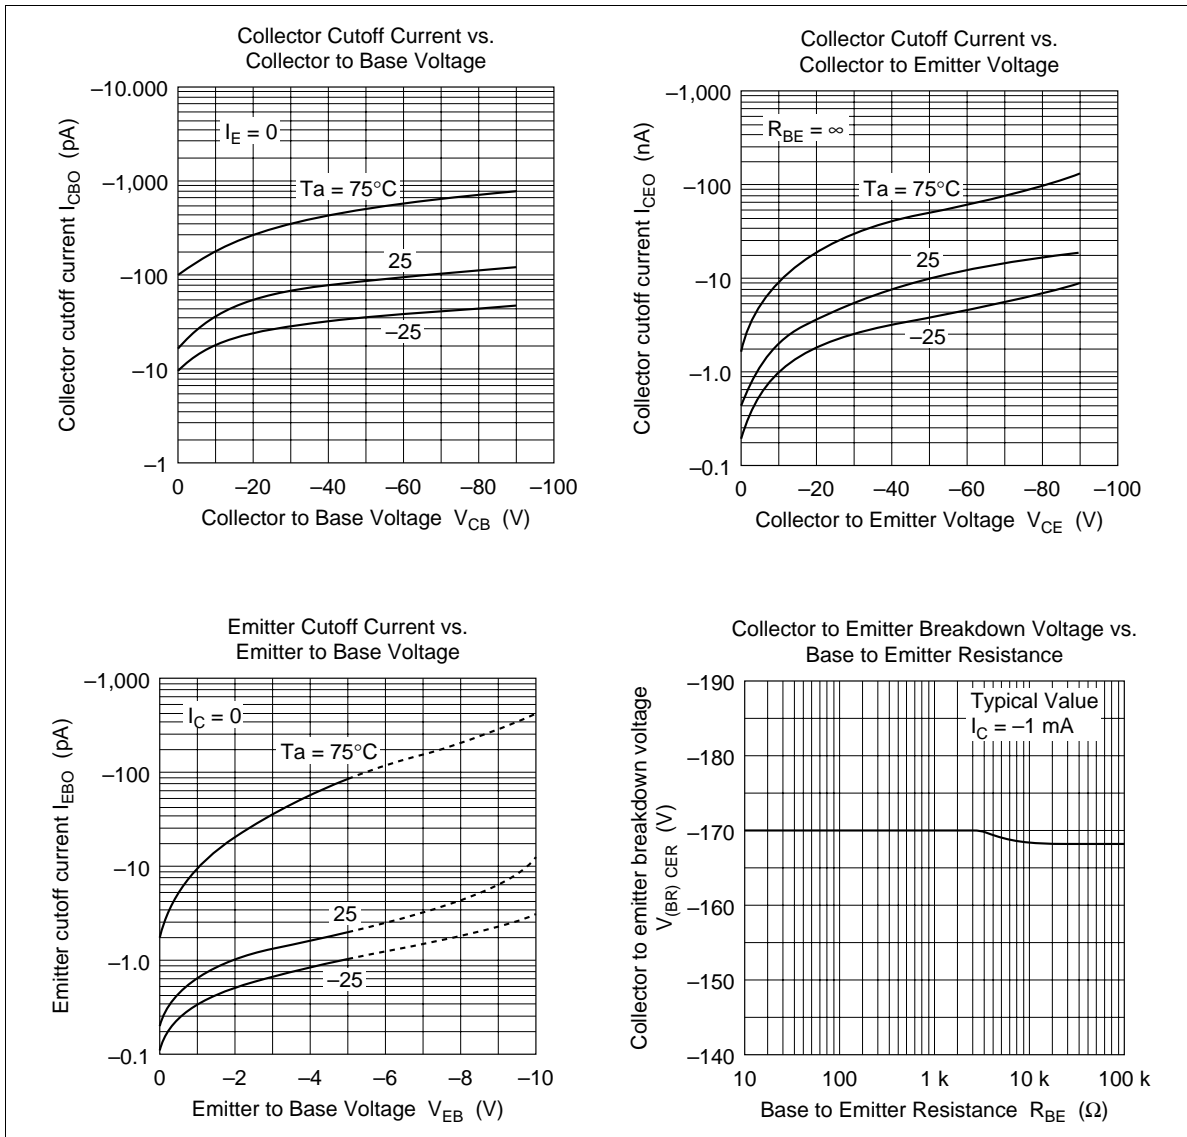 Collector Cutoff Current vs.
Collector to Base Voltage
–10.000
–1,000
–100
–10
–1
Collector cutoff current I_CBO (pA)
I_E = 0
Ta = 75°C
25
–25
0 –20 –40 –60 –80 –100
Collector to Base Voltage V_CB (V)
Collector Cutoff Current vs.
Collector to Emitter Voltage
–1,000
–100
–10
–1.0
–0.1
Collector cutoff current I_CEO (nA)
R_BE = ∞
Ta = 75°C
25
–25
0 –20 –40 –60 –80 –100
Collector to Emitter Voltage V_CE (V)
Emitter Cutoff Current vs.
Emitter to Base Voltage
–1,000
–100
–10
–1.0
–0.1
Emitter cutoff current I_EBO (pA)
I_C = 0
Ta = 75°C
25
–25
0 –2 –4 –6 –8 –10
Emitter to Base Voltage V_EB (V)
Collector to Emitter Breakdown Voltage vs.
Base to Emitter Resistance
–190
–180
–170
–160
–150
–140
Collector to emitter breakdown voltage
V_(BR) CER (V)
Typical Value
I_C = –1 mA
10 100 1 k 10 k 100 k
Base to Emitter Resistance R_BE (Ω)